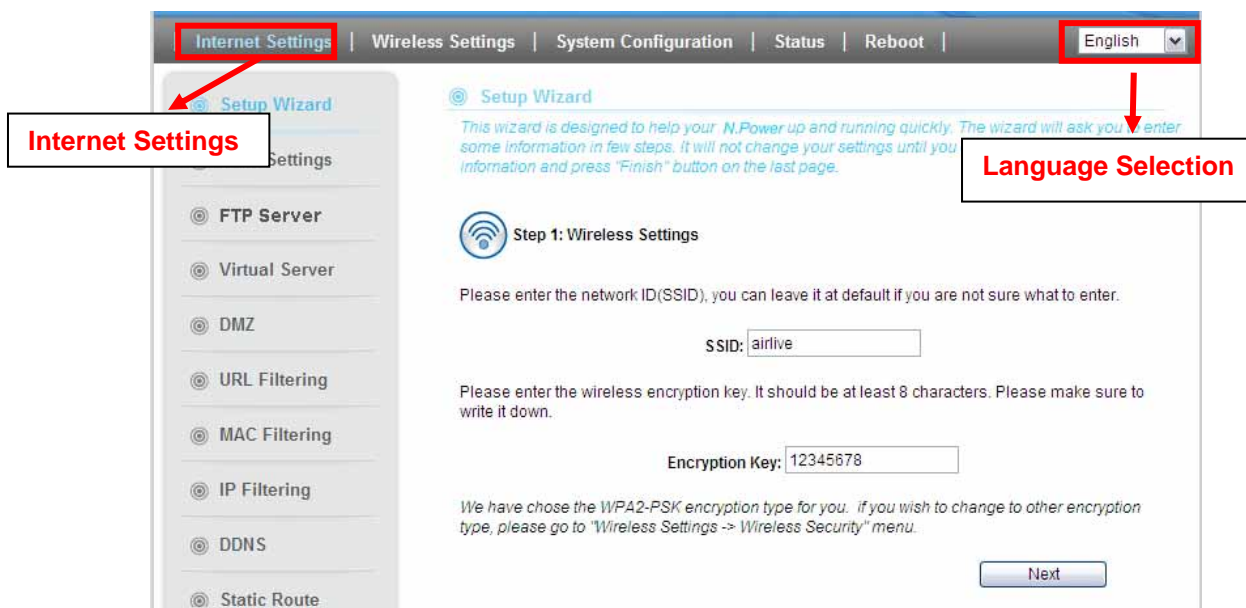 Internet Settings | Wireless Settings | System Configuration | Status | Reboot |
English
Setup Wizard
Internet Settings
Settings
FTP Server
Virtual Server
DMZ
URL Filtering
MAC Filtering
IP Filtering
DDNS
Static Route
Setup Wizard
This wizard is designed to help your N.Power up and running quickly. The wizard will ask you to enter
some information in few steps. It will not change your settings until you
infomation and press "Finish" button on the last page.
Language Selection
Step 1: Wireless Settings
Please enter the network ID(SSID), you can leave it at default if you are not sure what to enter.
SSID: airlive
Please enter the wireless encryption key. It should be at least 8 characters. Please make sure to
write it down.
Encryption Key: 12345678
We have chose the WPA2-PSK encryption type for you. if you wish to change to other encryption
type, please go to "Wireless Settings -> Wireless Security" menu.
Next